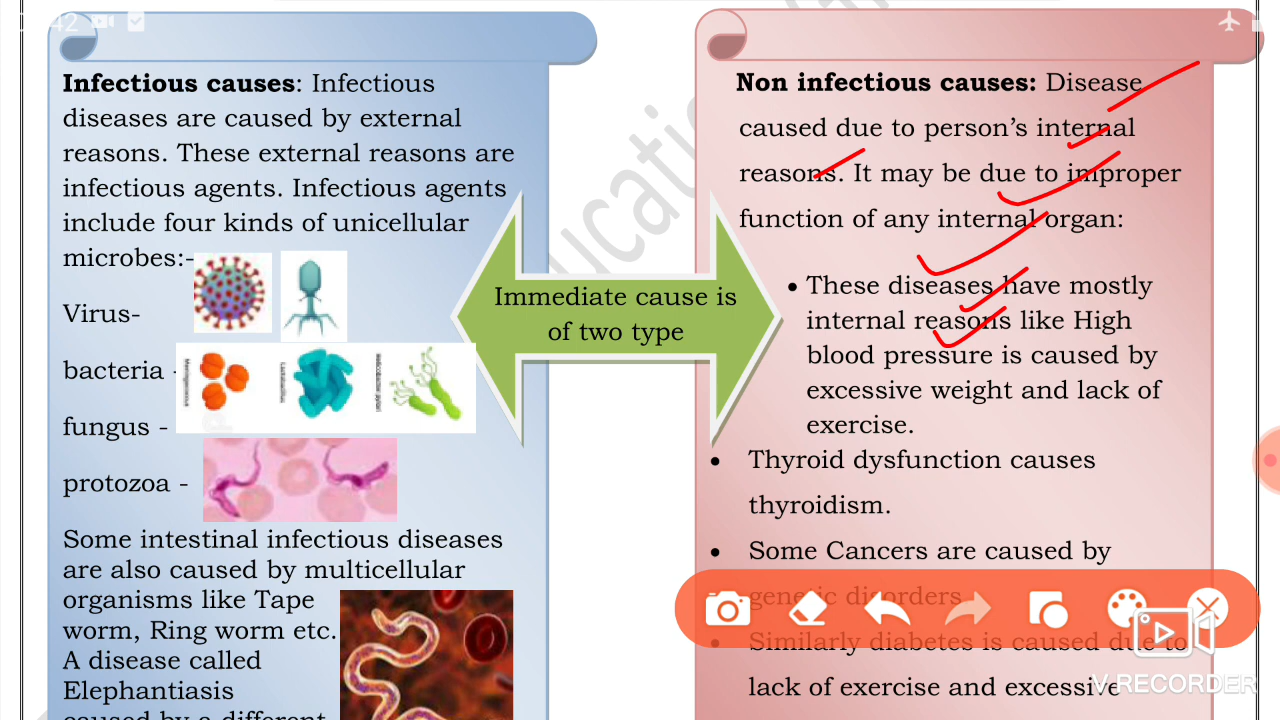 :42
Infectious causes: Infectious
diseases are caused by external
reasons. These external reasons are
infectious agents. Infectious agents
include four kinds of unicellular
microbes:-
Virus-
bacteria -
fungus -
protozoa -
Some intestinal infectious diseases
are also caused by multicellular
organisms like Tape
worm, Ring worm etc.
A disease called
Elephantiasis
caused by a different
Immediate cause is
of two type
Non infectious causes: Disease
caused due to person's internal
reasons. It may be due to improper
function of any internal organ:
• These diseases have mostly
internal reasons like High
blood pressure is caused by
excessive weight and lack of
exercise.
• Thyroid dysfunction causes
thyroidism.
• Some Cancers are caused by
genetic disorders
• Similarly diabetes is caused due to
lack of exercise and excessive
V.RECORDER